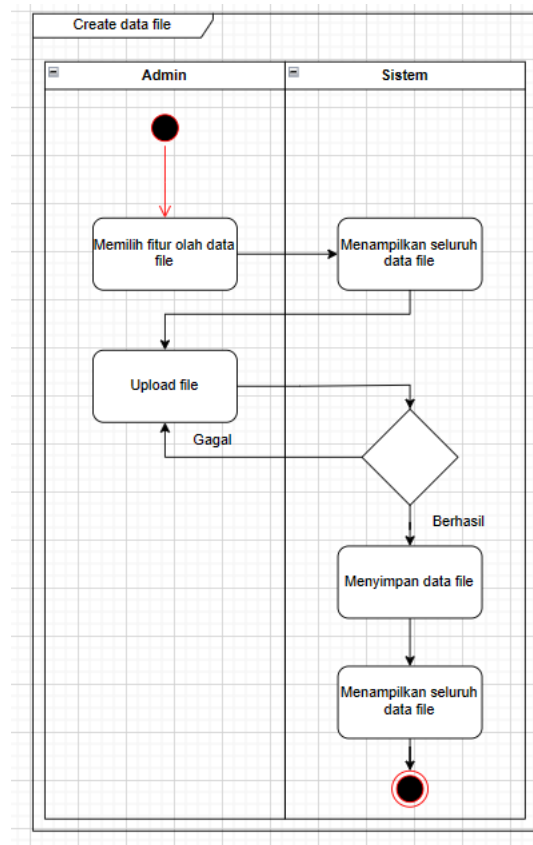 Create data file
Admin
Sistem
Memilih fitur olah data
file
Menampilkan seluruh
data file
Upload file
Gagal
Berhasil
Menyimpan data file
Menampilkan seluruh
data file